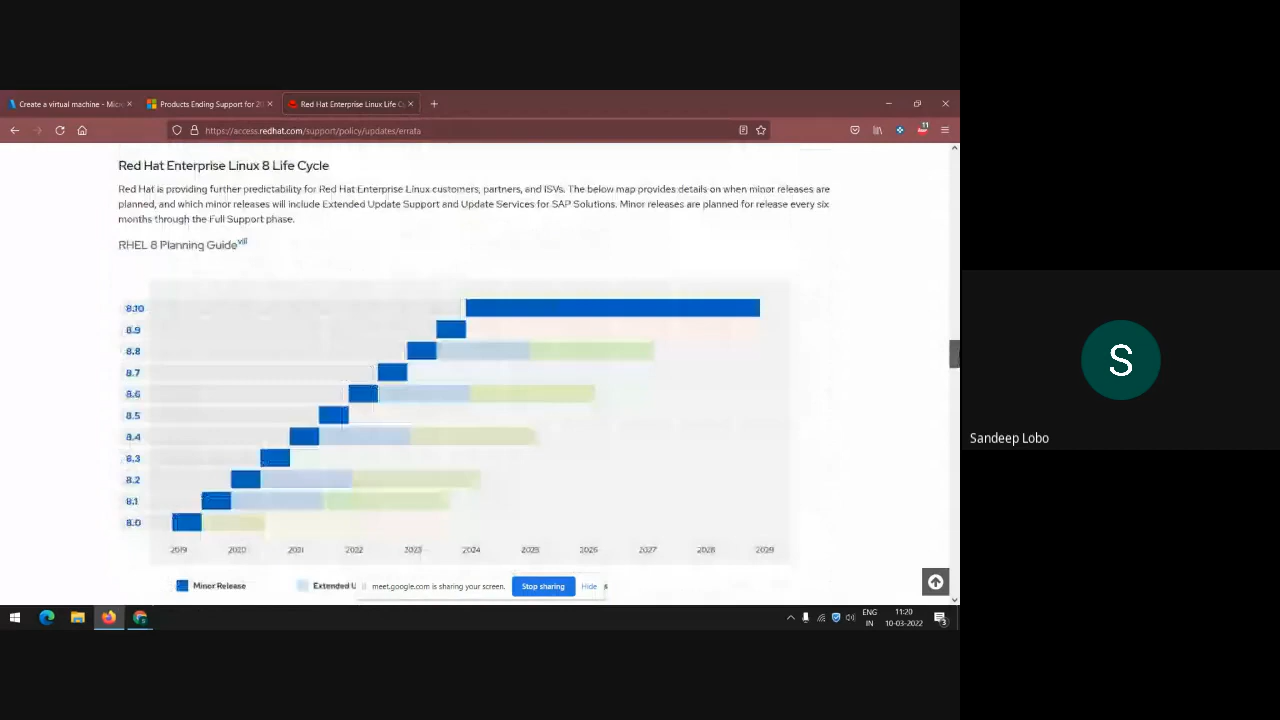 Create a virtual machine - Micr
Products Ending Support for 20
Red Hat Enterprise Linux Life Cy
https://access.redhat.com/support/policy/updates/errata
11
Red Hat Enterprise Linux 8 Life Cycle
Red Hat is providing further predictability for Red Hat Enterprise Linux customers, partners, and ISVs. The below map provides details on when minor releases are
planned, and which minor releases will include Extended Update Support and Update Services for SAP Solutions. Minor releases are planned for release every six
months through the Full Support phase.
RHEL 8 Planning Guide viii
8.10
8.9
8.8
8.7
8.6
8.5
8.4
8.3
8.2
8.1
8.0
2019 2020 2021 2022 2023 2024 2025 2026 2027 2028 2029
Minor Release Extended U
meet.google.com is sharing your screen. Stop sharing Hide s
ENG 11:20
IN 10-03-2022
3
S
Sandeep Lobo